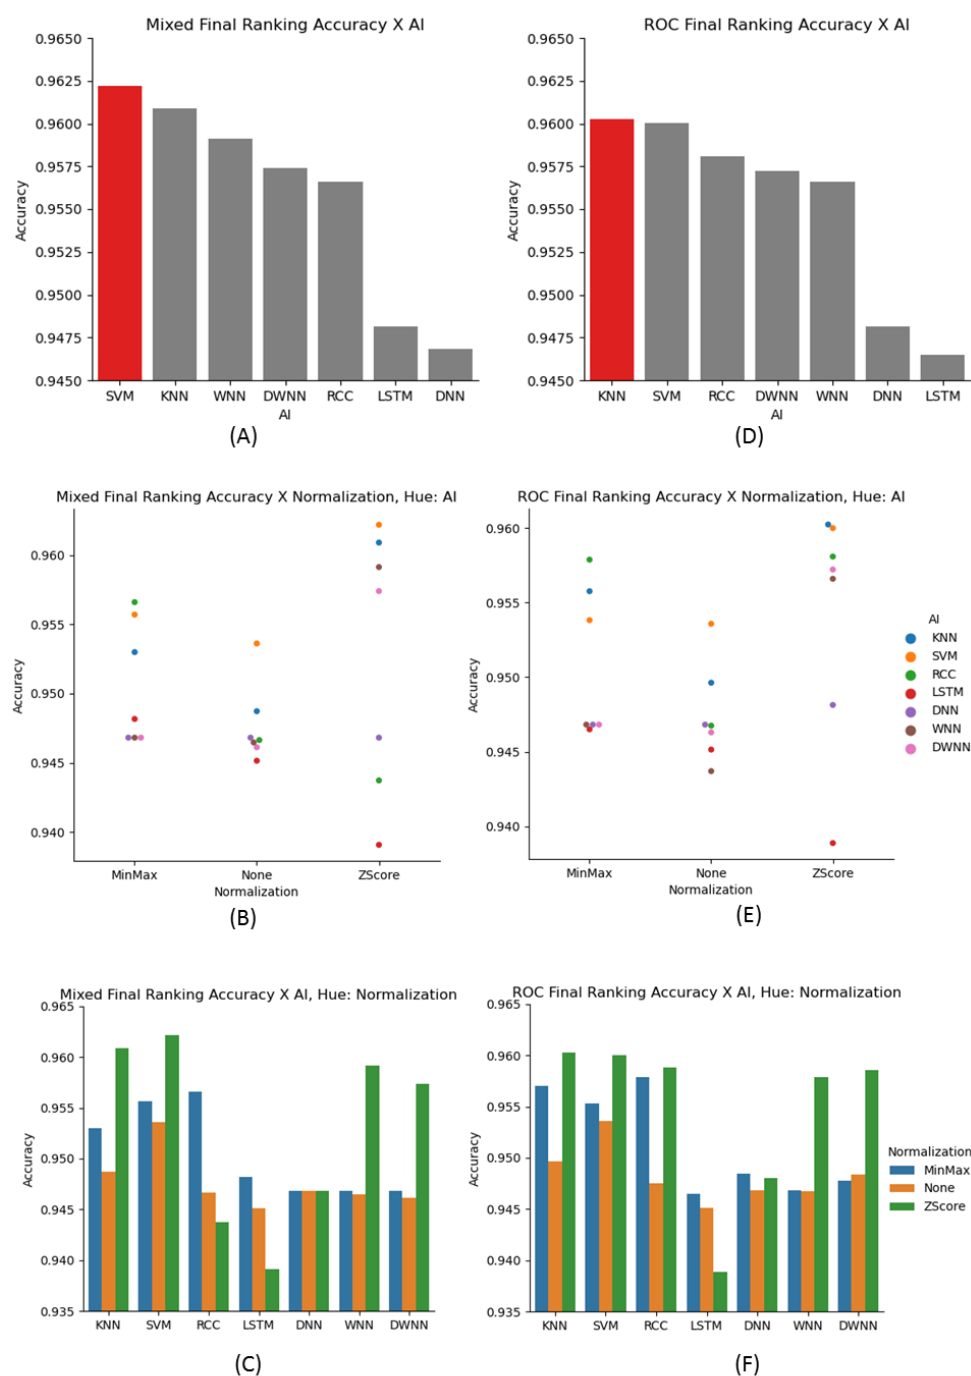 Mixed Final Ranking Accuracy X AI
0.9650
0.9625
0.9600
0.9575
0.9550
0.9525
0.9500
0.9475
0.9450
Accuracy
SVM KNN WNN DWNN RCC LSTM DNN
AI
(A)
ROC Final Ranking Accuracy X AI
0.9650
0.9625
0.9600
0.9575
0.9550
0.9525
0.9500
0.9475
0.9450
Accuracy
KNN SVM RCC DWNN WNN DNN LSTM
AI
(D)
Mixed Final Ranking Accuracy X Normalization, Hue: AI
0.960
0.955
0.950
0.945
0.940
Accuracy
MinMax None ZScore
Normalization
(B)
ROC Final Ranking Accuracy X Normalization, Hue: AI
0.960
0.955
0.950
0.945
0.940
Accuracy
MinMax None ZScore
Normalization
(E)
AI
KNN
SVM
RCC
LSTM
DNN
WNN
DWNN
Mixed Final Ranking Accuracy X AI, Hue: Normalization
0.965
0.960
0.955
0.950
0.945
0.940
0.935
Accuracy
KNN SVM RCC LSTM DNN WNN DWNN
(C)
ROC Final Ranking Accuracy X AI, Hue: Normalization
0.965
0.960
0.955
0.950
0.945
0.940
0.935
Accuracy
KNN SVM RCC LSTM DNN WNN DWNN
(F)
Normalization
MinMax
None
ZScore